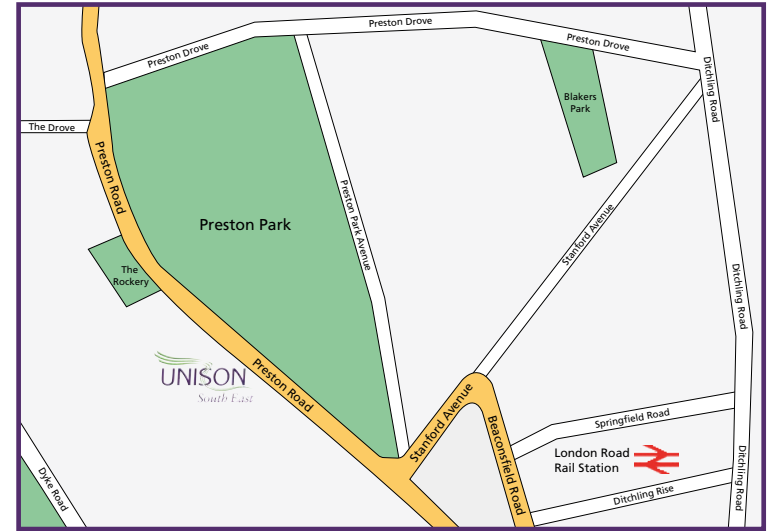 Preston Drove
Preston Drove
Preston Drove
Ditchling Road
Blakers
Park
The Drove
Preston Road
Preston Park
Preston Park Avenue
Stanford Avenue
The
Rockery
Ditchling Road
UNISON
South East
Preston Road
Stanford Avenue
Beaconsfield Road
Springfield Road
London Road
Rail Station
Ditchling Road
Dyke Road
Ditchling Rise